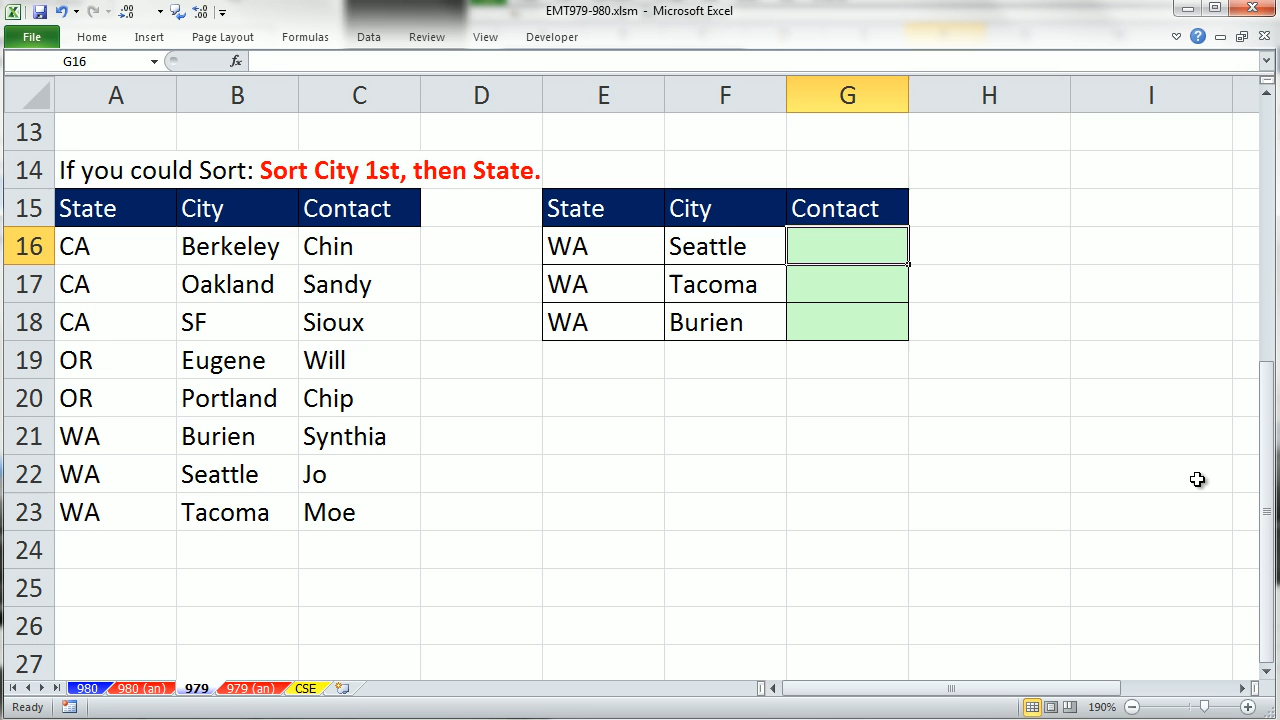 EMT979-980.xlsm - Microsoft Excel
File Home Insert Page Layout Formulas Data Review View Developer
G16 fx
A B C D E F G H I
13
14 If you could Sort: Sort City 1st, then State.
15 State City Contact State City Contact
16 CA Berkeley Chin WA Seattle
17 CA Oakland Sandy WA Tacoma
18 CA SF Sioux WA Burien
19 OR Eugene Will
20 OR Portland Chip
21 WA Burien Synthia
22 WA Seattle Jo
23 WA Tacoma Moe
24
25
26
27
980 980 (an) 979 979 (an) CSE
Ready 190%